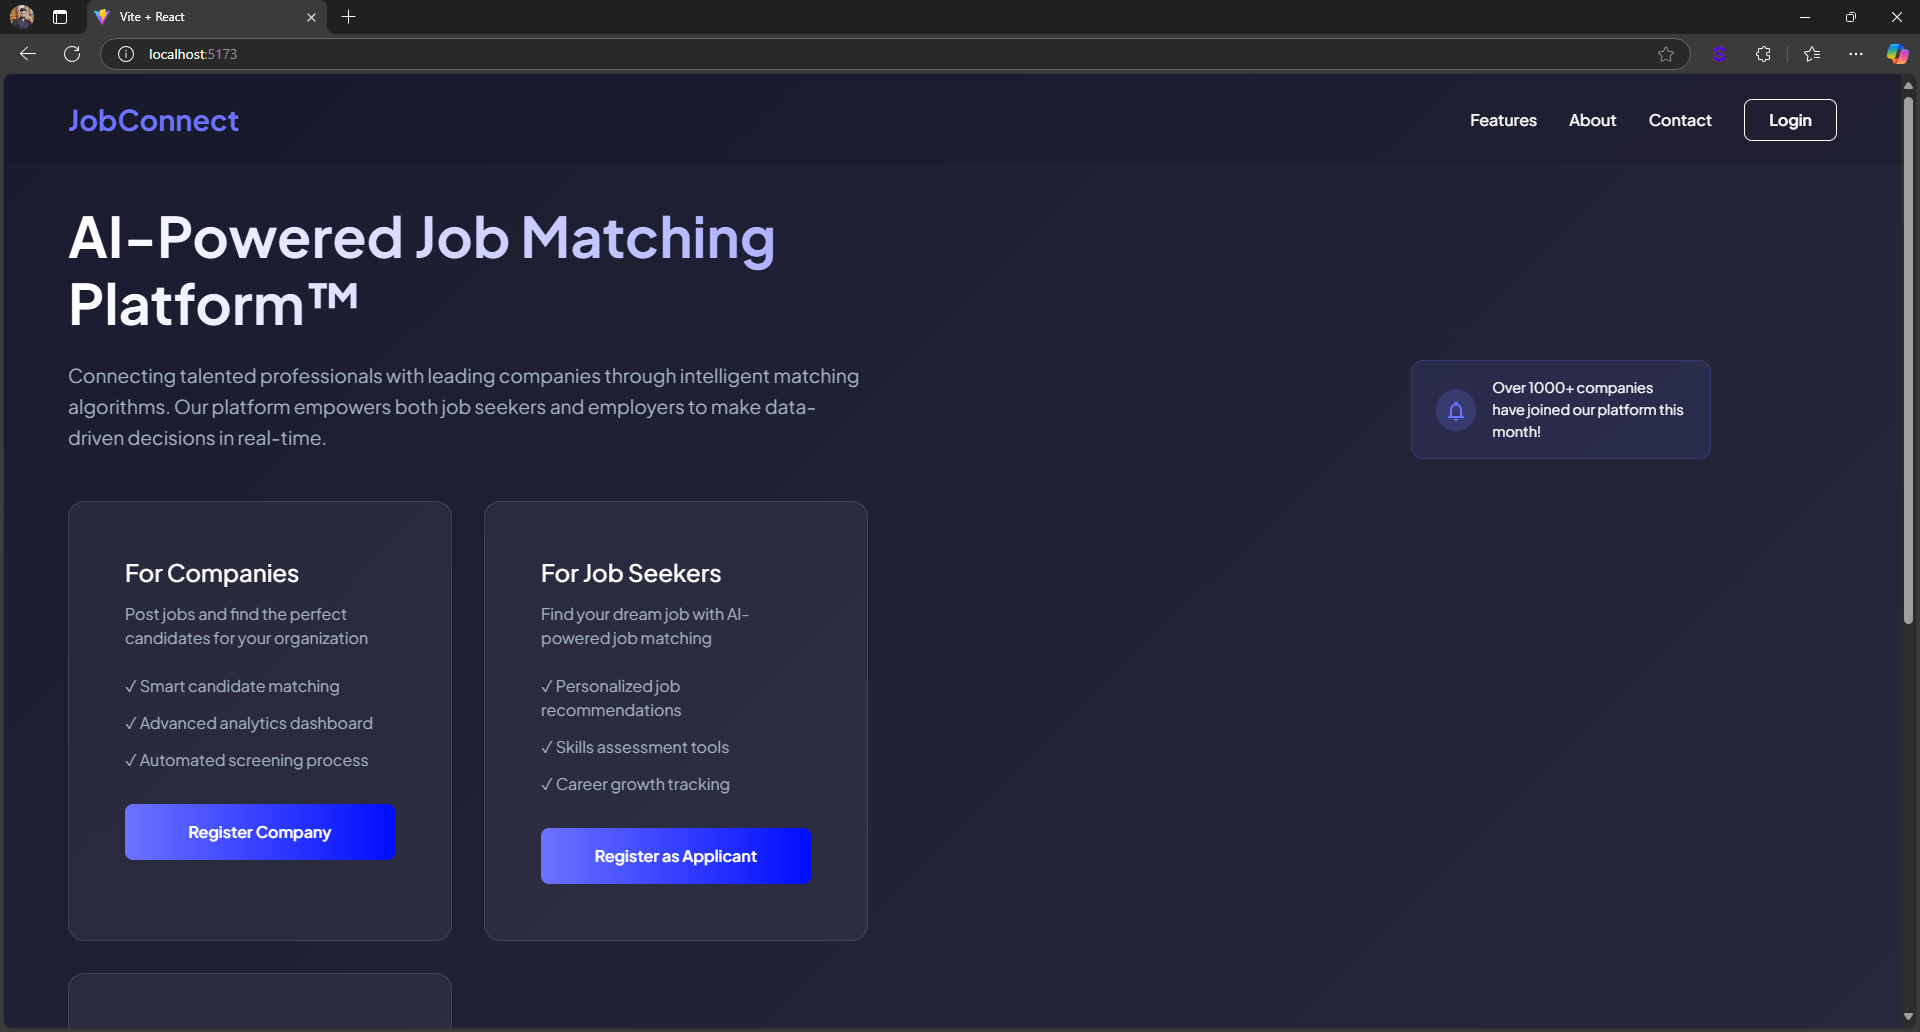 Vite + React
localhost:5173
JobConnect
Features
About
Contact
Login
AI-Powered Job Matching
Platform™
Connecting talented professionals with leading companies through intelligent matching
algorithms. Our platform empowers both job seekers and employers to make data-
driven decisions in real-time.
Over 1000+ companies
have joined our platform this
month!
For Companies
Post jobs and find the perfect
candidates for your organization
✓ Smart candidate matching
✓ Advanced analytics dashboard
✓ Automated screening process
Register Company
For Job Seekers
Find your dream job with AI-
powered job matching
✓ Personalized job
recommendations
✓ Skills assessment tools
✓ Career growth tracking
Register as Applicant